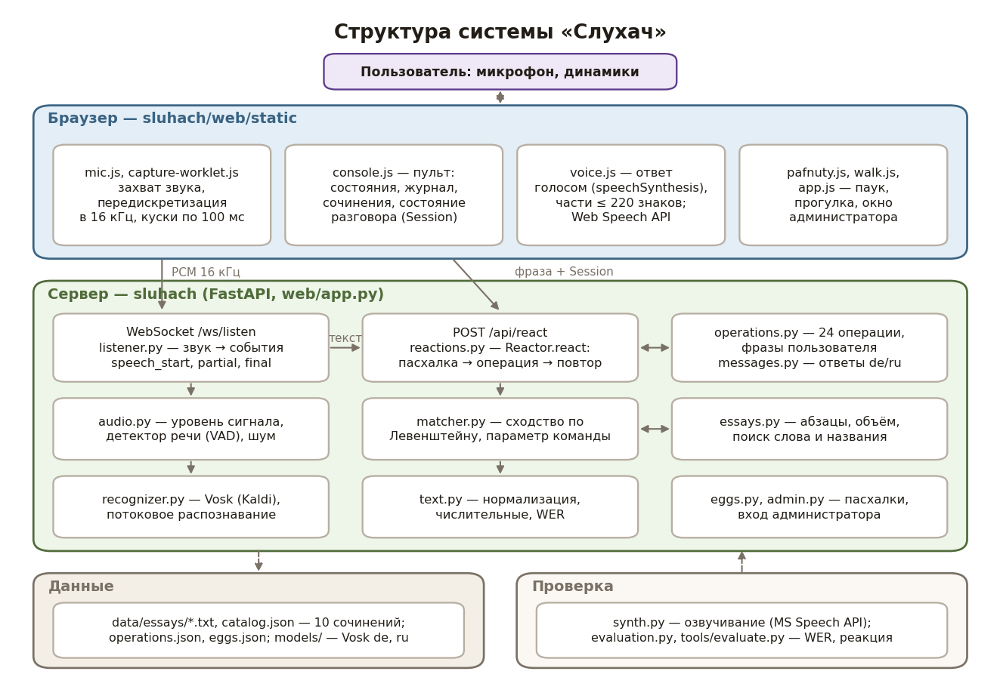 Структура системы «Слухач»
Пользователь: микрофон, динамики
Браузер — sluhach/web/static
mic.js, capture-worklet.js
захват звука,
передискретизация
в 16 кГц, куски по 100 мс
console.js — пульт:
состояния, журнал,
сочинения, состояние
разговора (Session)
voice.js — ответ
голосом (speechSynthesis),
части ≤ 220 знаков;
Web Speech API
pafnuty.js, walk.js,
app.js — паук,
прогулка, окно
администратора
PCM 16 кГц
фраза + Session
Сервер — sluhach (FastAPI, web/app.py)
WebSocket /ws/listen
listener.py — звук → события
speech_start, partial, final
текст
POST /api/react
reactions.py — Reactor.react:
пасхалка → операция → повтор
operations.py — 24 операции,
фразы пользователя
messages.py — ответы de/ru
audio.py — уровень сигнала,
детектор речи (VAD), шум
matcher.py — сходство по
Левенштейну, параметр команды
essays.py — абзацы, объём,
поиск слова и названия
recognizer.py — Vosk (Kaldi),
потоковое распознавание
text.py — нормализация,
числительные, WER
eggs.py, admin.py — пасхалки,
вход администратора
Данные
data/essays/*.txt, catalog.json — 10 сочинений;
operations.json, eggs.json; models/ — Vosk de, ru
Проверка
synth.py — озвучивание (MS Speech API);
evaluation.py, tools/evaluate.py — WER, реакция